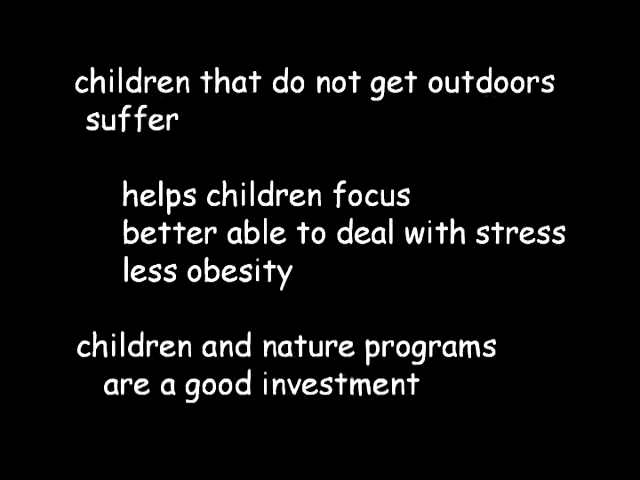 children that do not get outdoors
suffer
helps children focus
better able to deal with stress
less obesity
children and nature programs
are a good investment